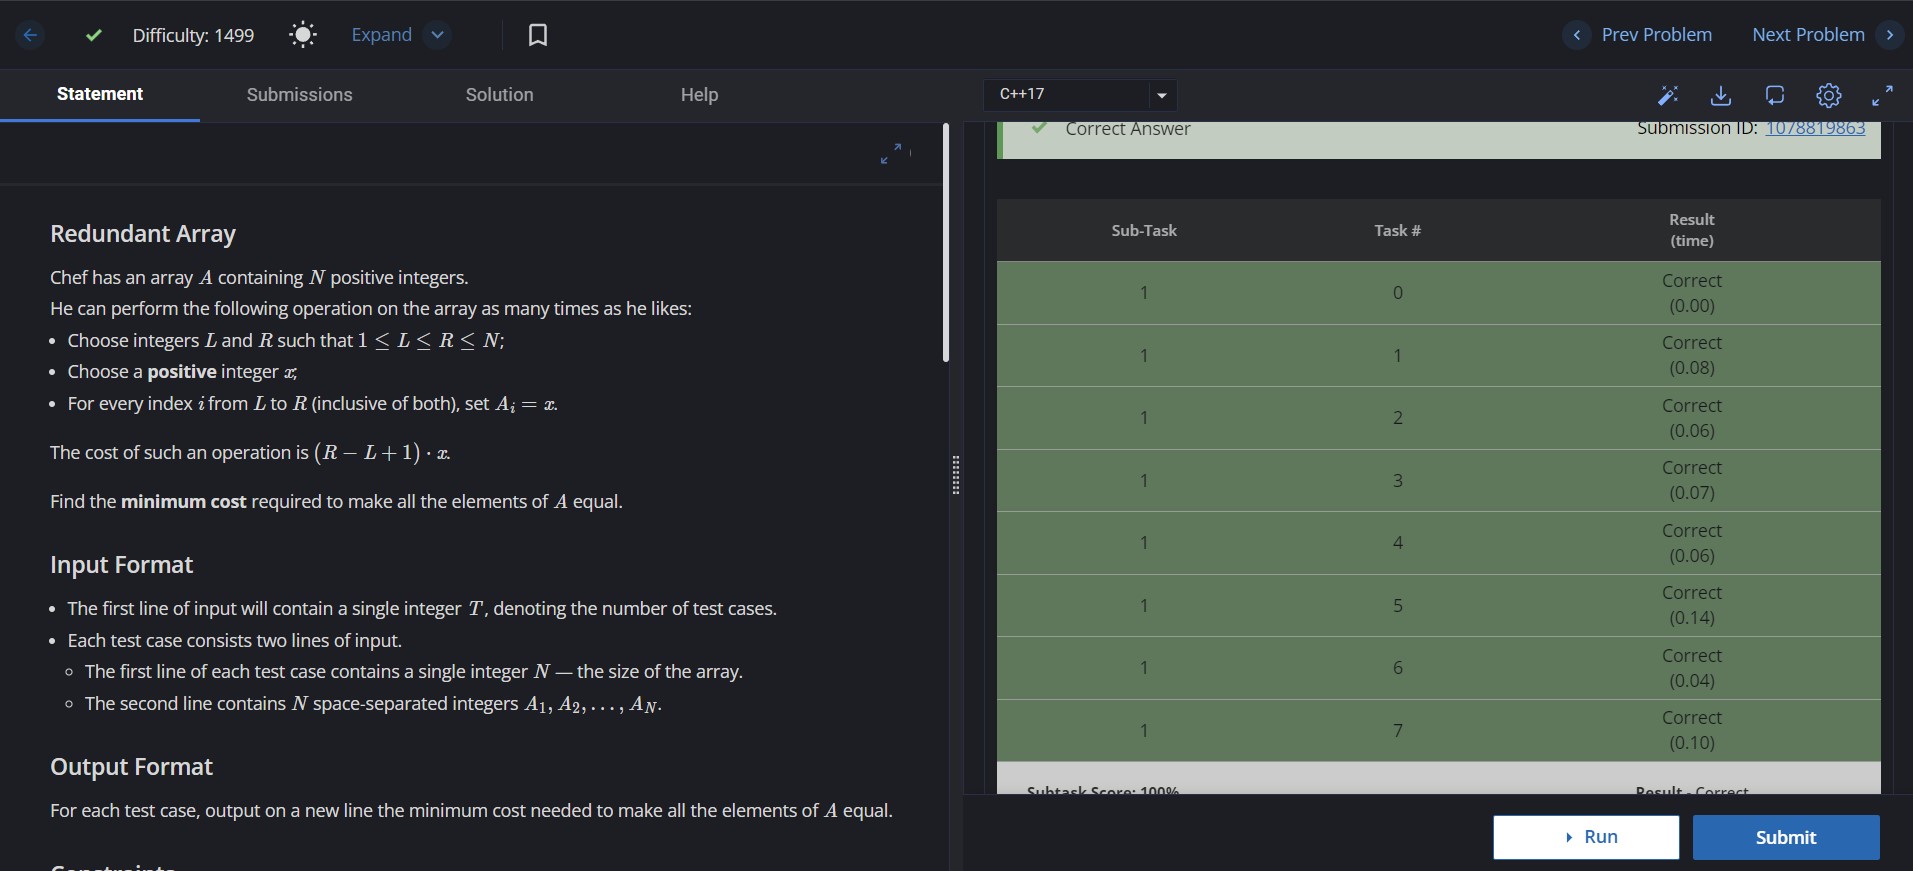 Difficulty: 1499
Expand
Prev Problem
Next Problem
Statement
Submissions
Solution
Help
Redundant Array
Chef has an array A containing N positive integers.
He can perform the following operation on the array as many times as he likes:
• Choose integers L and R such that 1 ≤ L ≤ R ≤ N;
• Choose a positive integer x;
• For every index i from L to R (inclusive of both), set Aᵢ = x.
The cost of such an operation is (R − L + 1) · x.
Find the minimum cost required to make all the elements of A equal.
Input Format
• The first line of input will contain a single integer T, denoting the number of test cases.
• Each test case consists two lines of input.
◦ The first line of each test case contains a single integer N — the size of the array.
◦ The second line contains N space-separated integers A₁, A₂, . . . , A_N.
Output Format
For each test case, output on a new line the minimum cost needed to make all the elements of A equal.
Constraints
C++17
Correct Answer
Submission ID: 1078819863
Sub-Task Task # Result
(time)
1 0 Correct
(0.00)
1 1 Correct
(0.08)
1 2 Correct
(0.06)
1 3 Correct
(0.07)
1 4 Correct
(0.06)
1 5 Correct
(0.14)
1 6 Correct
(0.04)
1 7 Correct
(0.10)
Subtask Score: 100% Result - Correct
Run
Submit